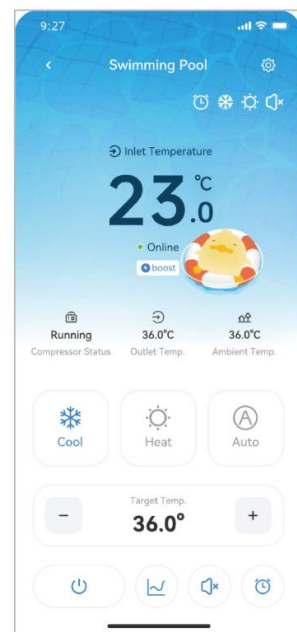 9:27
Swimming Pool
Inlet Temperature
23.0 °C
Online
boost
Running 36.0°C 36.0°C
Compressor Status Outlet Temp. Ambient Temp.
Cool Heat A Auto
Target Temp.
− 36.0° +